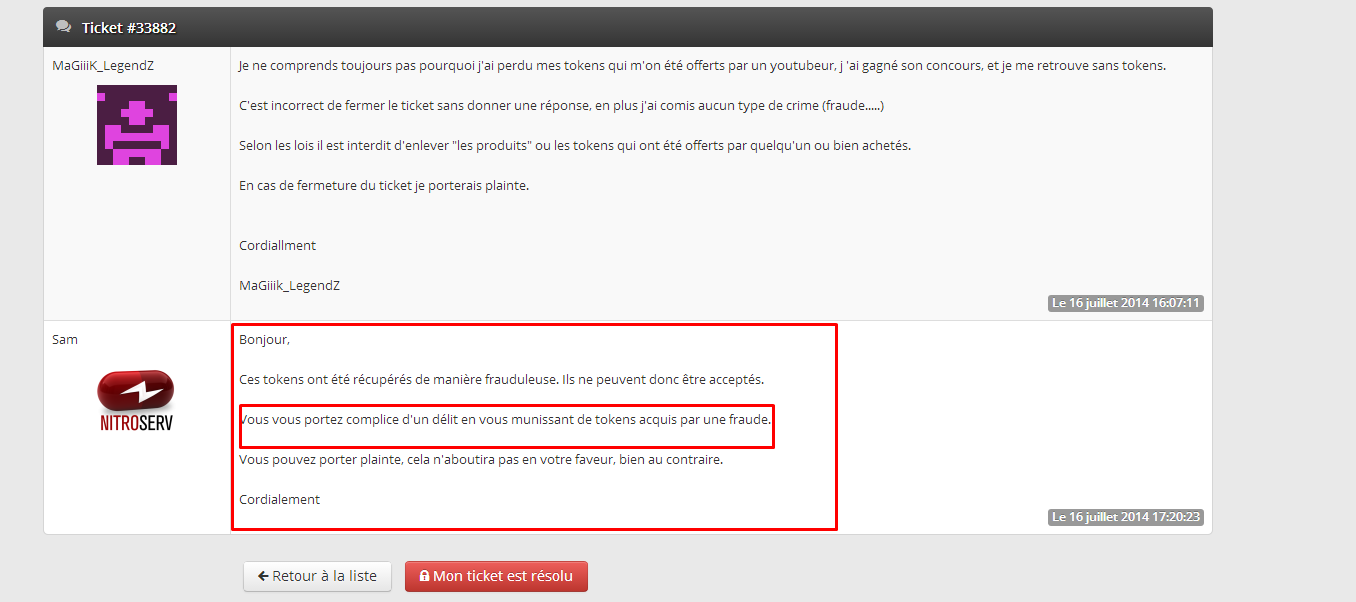 Ticket #33882
MaGiiiK_LegendZ
Je ne comprends toujours pas pourquoi j'ai perdu mes tokens qui m'on été offerts par un youtubeur, j 'ai gagné son concours, et je me retrouve sans tokens.
C'est incorrect de fermer le ticket sans donner une réponse, en plus j'ai comis aucun type de crime (fraude.....)
Selon les lois il est interdit d'enlever "les produits" ou les tokens qui ont été offerts par quelqu'un ou bien achetés.
En cas de fermeture du ticket je porterais plainte.
Cordiallment
MaGiiik_LegendZ
Le 16 juillet 2014 16:07:11
Sam
NITROSERV
Bonjour,
Ces tokens ont été récupérés de manière frauduleuse. Ils ne peuvent donc être acceptés.
Vous vous portez complice d'un délit en vous munissant de tokens acquis par une fraude.
Vous pouvez porter plainte, cela n'aboutira pas en votre faveur, bien au contraire.
Cordialement
Le 16 juillet 2014 17:20:23
Retour à la liste
Mon ticket est résolu